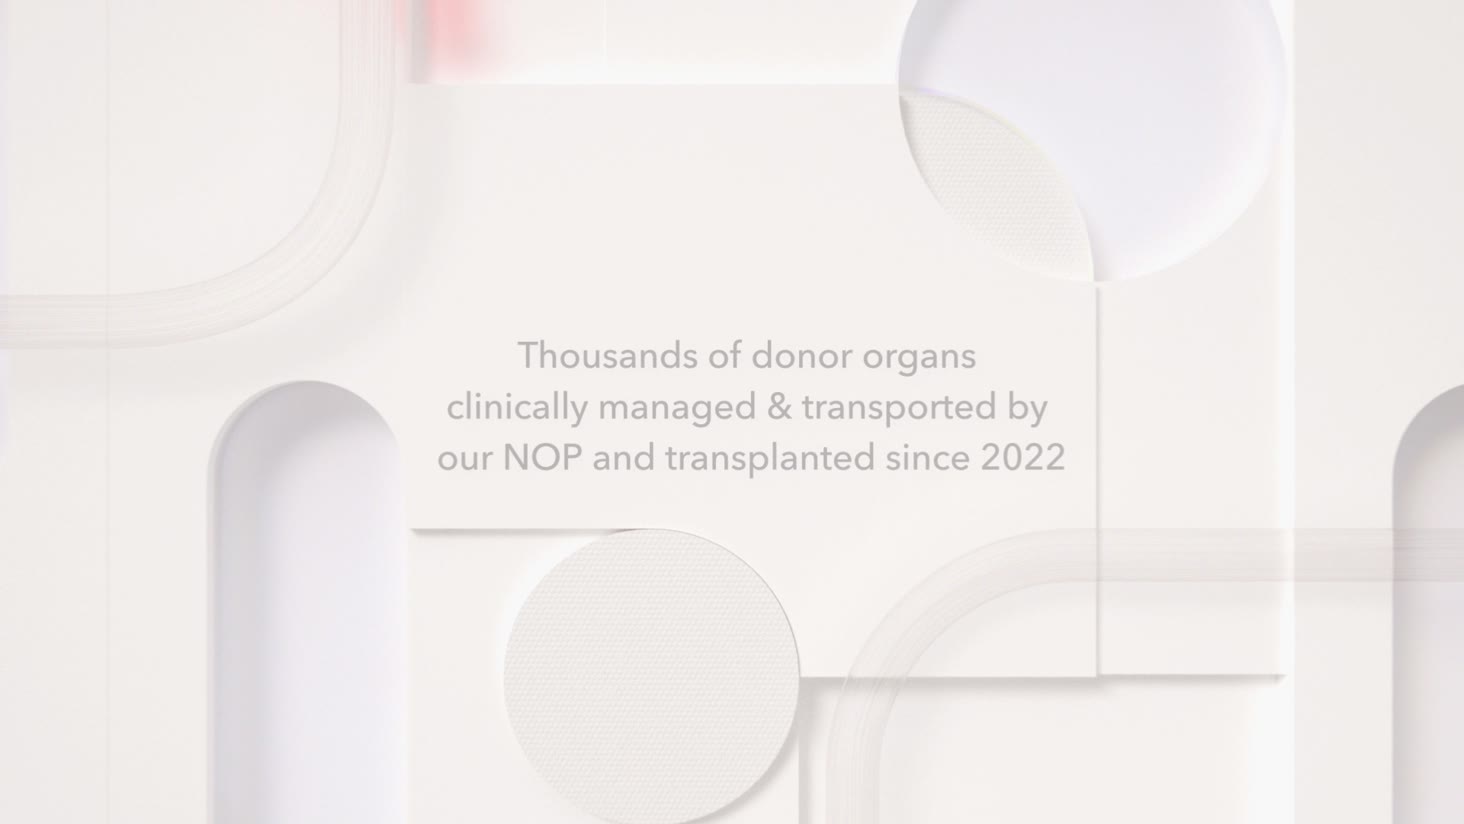 Thousands of donor organs
clinically managed & transported by
our NOP and transplanted since 2022